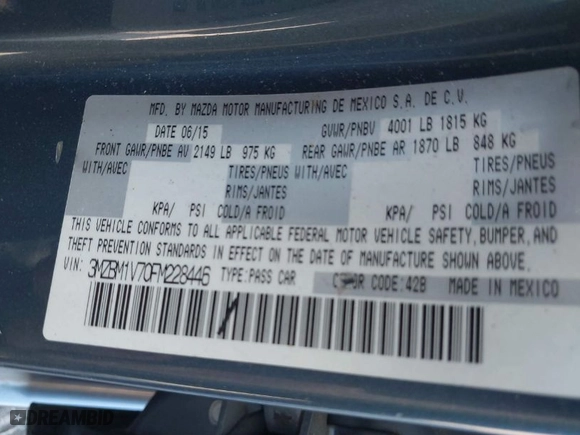 MFD. BY MAZDA MOTOR MANUFACTURING DE MEXICO S.A. DE C.V.
DATE 06/15 GVWR/PNBV 4001 LB 1815 KG
FRONT GAWR/PNBE AV 2149 LB 975 KG REAR GAWR/PNBE AR 1870 LB 848 KG
WITH/AVEC TIRES/PNEUS WITH/AVEC TIRES/PNEUS
RIMS/JANTES RIMS/JANTES
KPA/ PSI COLD/A FROID KPA/ PSI COLD/A FROID
THIS VEHICLE CONFORMS TO ALL APPLICABLE FEDERAL MOTOR VEHICLE SAFETY, BUMPER, AND
THEFT PREVENTION STANDARDS IN EFFECT ON THE DATE OF MANUFACTURE SHOWN ABOVE.
VIN: 3MZBM1V70FM228446 TYPE:PASS CAR CODE:42B MADE IN MEXICO
DREAMBID